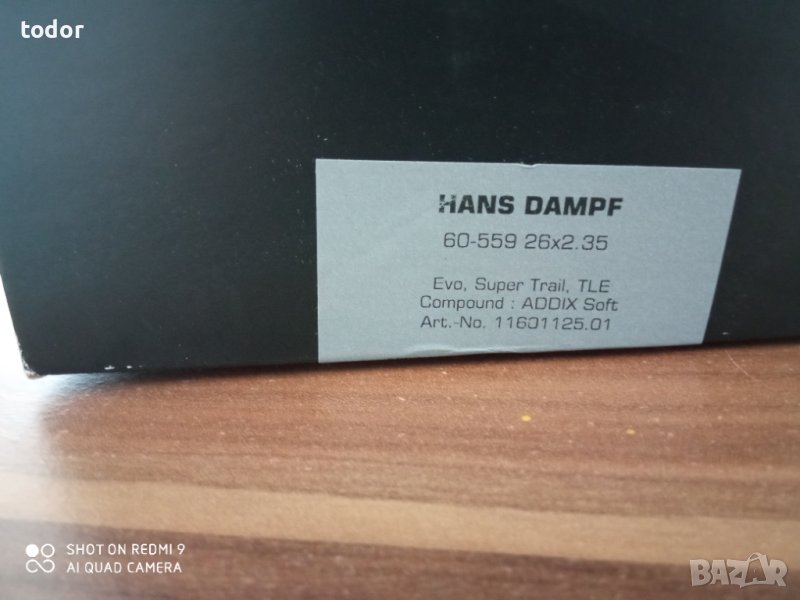 todor
HANS DAMPF
60-559 26x2.35
Evo, Super Trail, TLE
Compound : ADDIX Soft
Art.-No. 11601125.01
SHOT ON REDMI 9
AI QUAD CAMERA
BAZAR